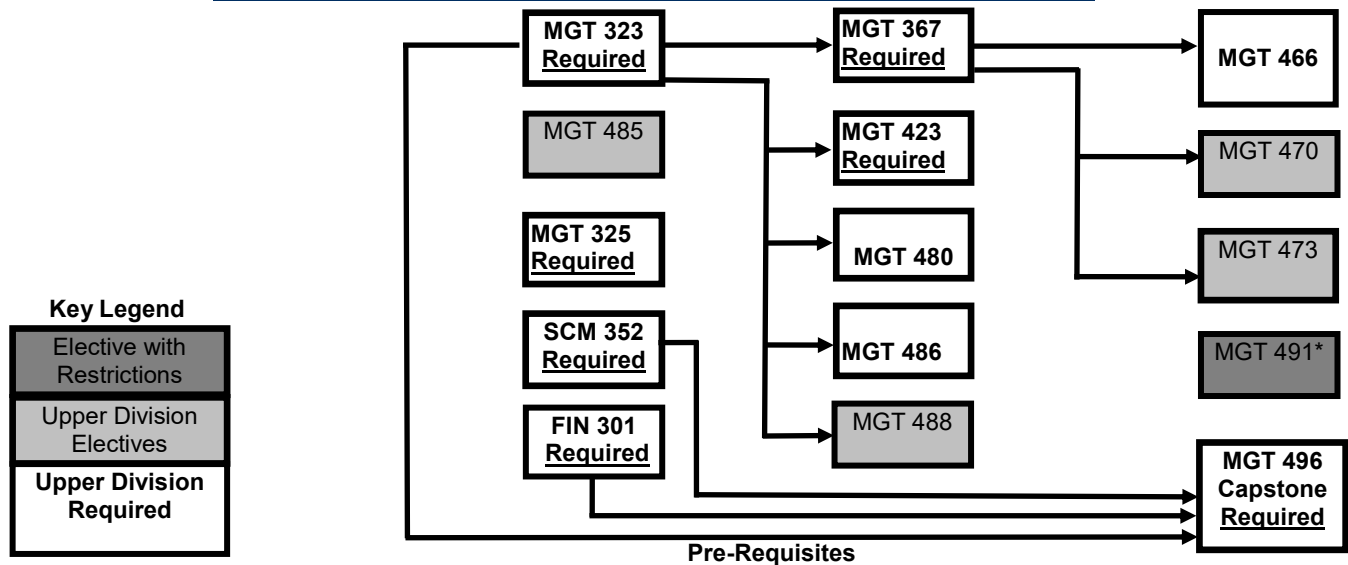 MGT 323
Required
MGT 367
Required
MGT 466
MGT 485
MGT 423
Required
MGT 470
MGT 325
Required
MGT 480
MGT 473
Key Legend
Elective with
Restrictions
Upper Division
Electives
Upper Division
Required
SCM 352
Required
MGT 486
MGT 491*
FIN 301
Required
MGT 488
MGT 496
Capstone
Required
Pre-Requisites